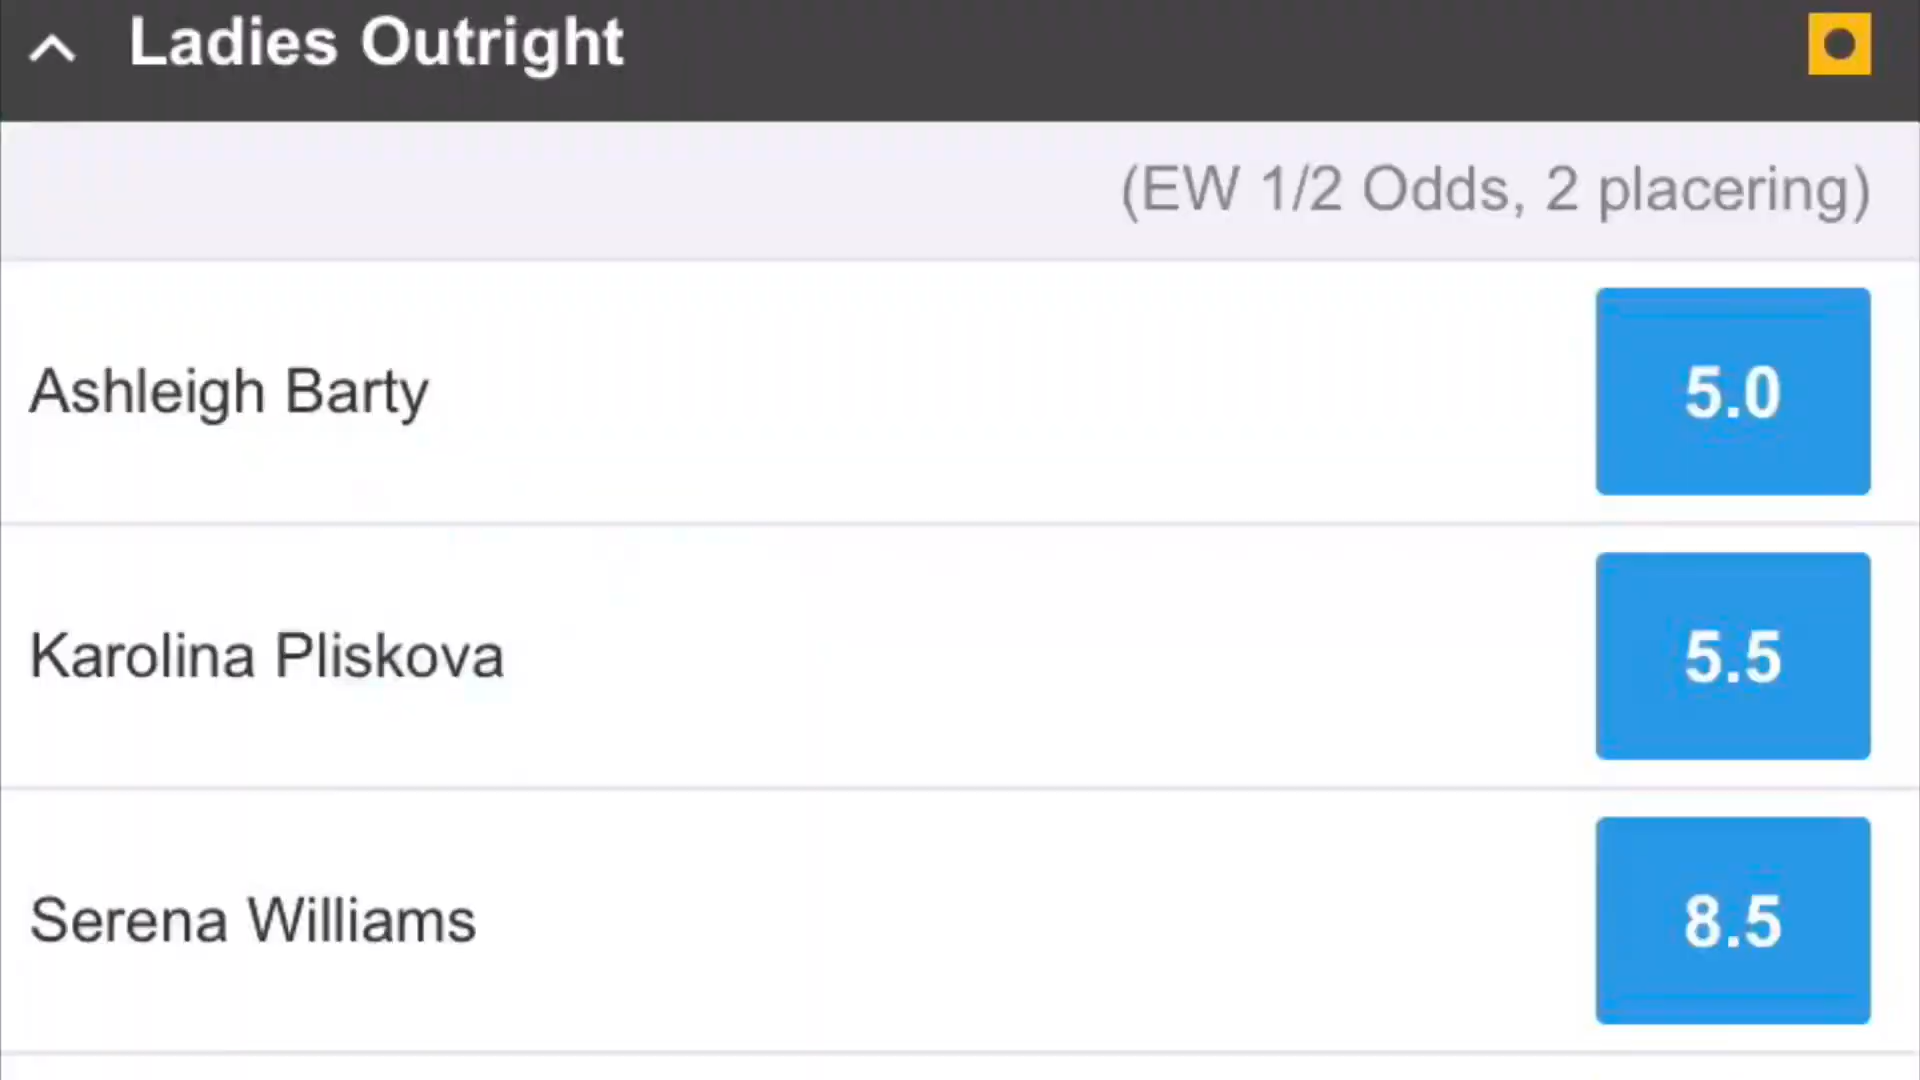 Ladies Outright
(EW 1/2 Odds, 2 placering)
Ashleigh Barty
5.0
Karolina Pliskova
5.5
Serena Williams
8.5